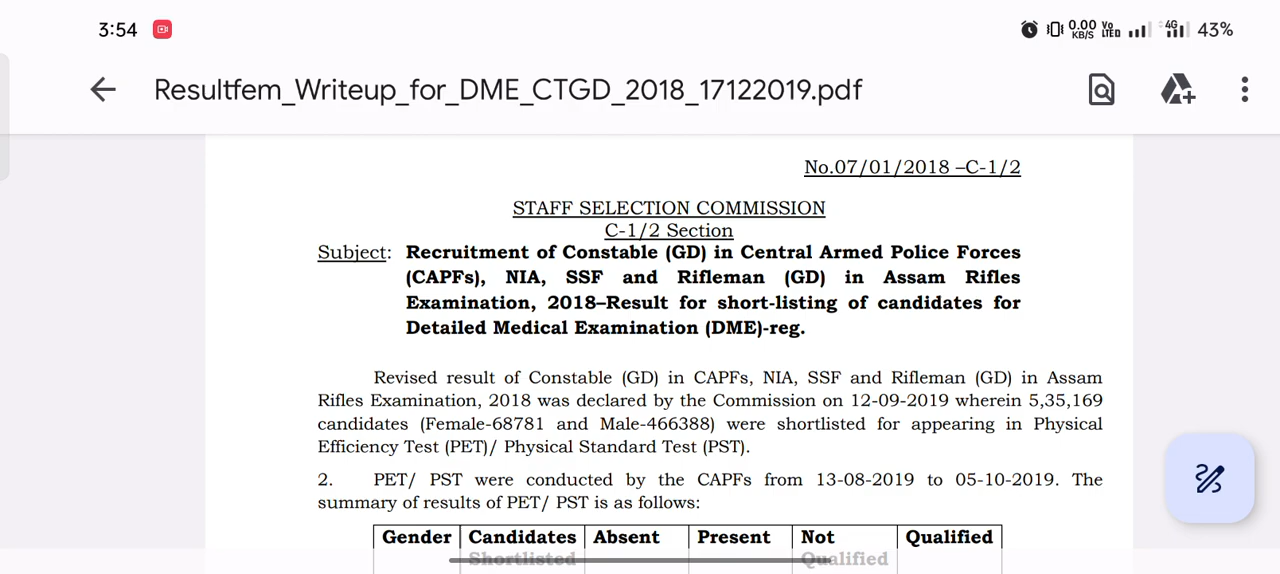 3:54 0.00 KB/S Vo LTED 4G 43%
Resultfem_Writeup_for_DME_CTGD_2018_17122019.pdf
No.07/01/2018 –C-1/2
STAFF SELECTION COMMISSION
C-1/2 Section
Subject: Recruitment of Constable (GD) in Central Armed Police Forces
(CAPFs), NIA, SSF and Rifleman (GD) in Assam Rifles
Examination, 2018–Result for short-listing of candidates for
Detailed Medical Examination (DME)-reg.
Revised result of Constable (GD) in CAPFs, NIA, SSF and Rifleman (GD) in Assam
Rifles Examination, 2018 was declared by the Commission on 12-09-2019 wherein 5,35,169
candidates (Female-68781 and Male-466388) were shortlisted for appearing in Physical
Efficiency Test (PET)/ Physical Standard Test (PST).
2. PET/ PST were conducted by the CAPFs from 13-08-2019 to 05-10-2019. The
summary of results of PET/ PST is as follows:
Gender Candidates Absent Present Not Qualified
Shortlisted Qualified